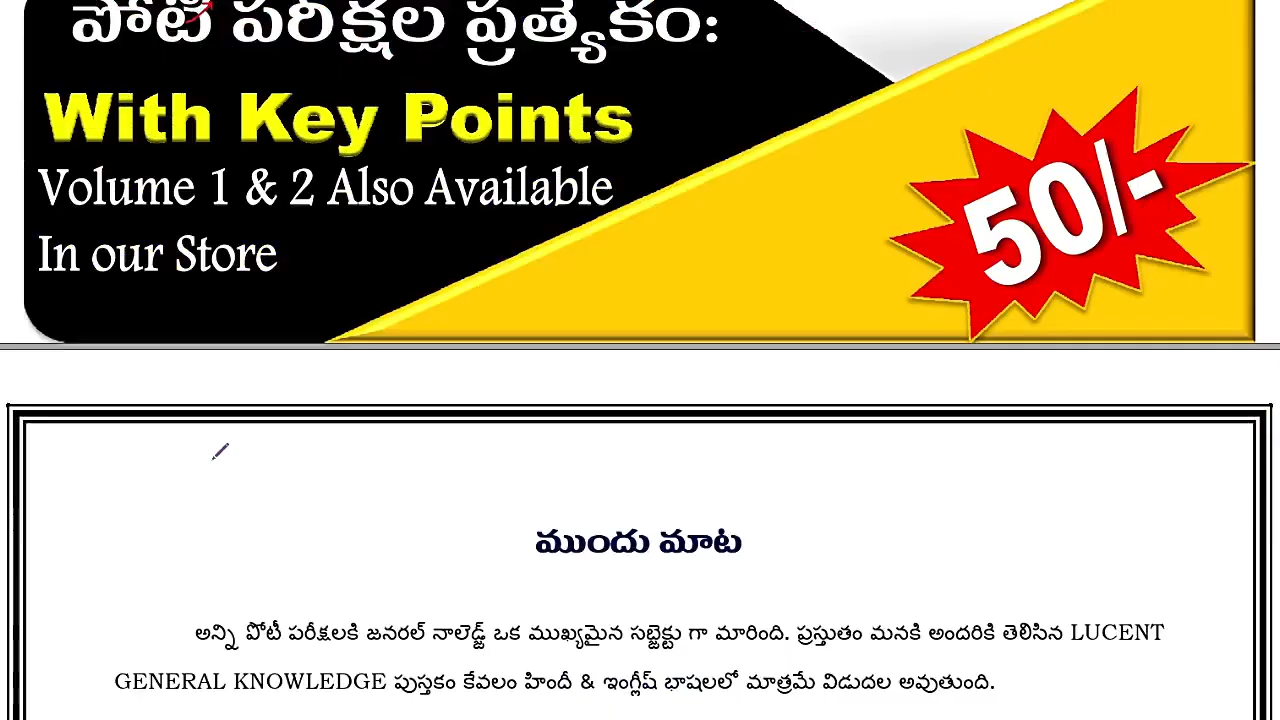 పోటీ పరీక్షల ప్రత్యేకం:
With Key Points
Volume 1 & 2 Also Available
In our Store
50/-
ముందు మాట
అన్ని పోటీ పరీక్షలకి జనరల్ నాలెడ్జ్ ఒక ముఖ్యమైన సబ్జెక్టు గా మారింది. ప్రస్తుతం మనకి అందరికి తెలిసిన LUCENT
GENERAL KNOWLEDGE పుస్తకం కేవలం హిందీ & ఇంగ్లీష్ భాషలలో మాత్రమే విడుదల అవుతుంది.